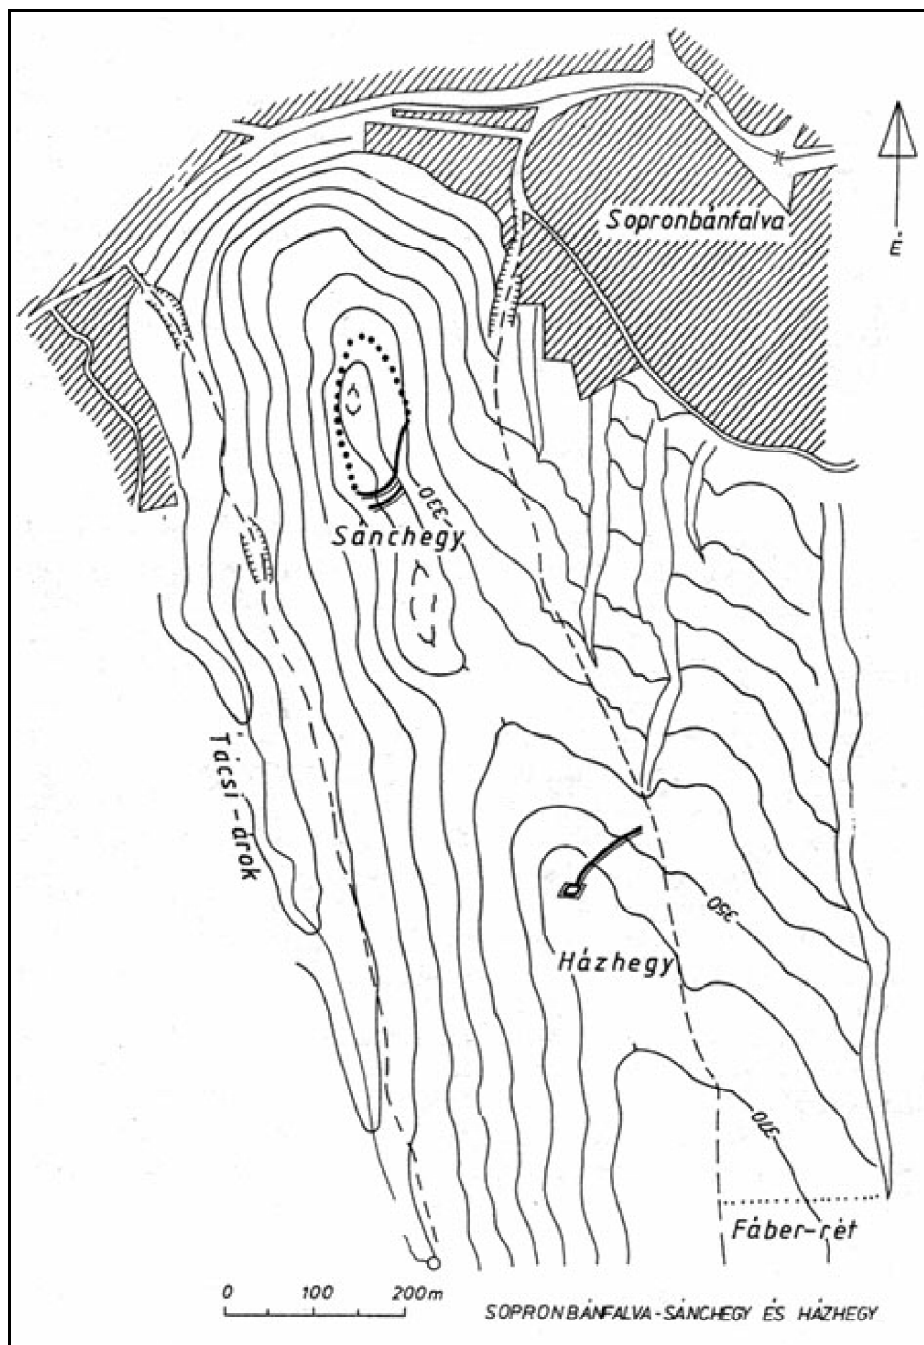 Sopronbánfalva
É
330
Sánchegy
Tácsi-árok
350
Házhegy
370
Fáber-rét
0 100 200m
SOPRONBÁNFALVA-SÁNCHEGY ÉS HÁZHEGY